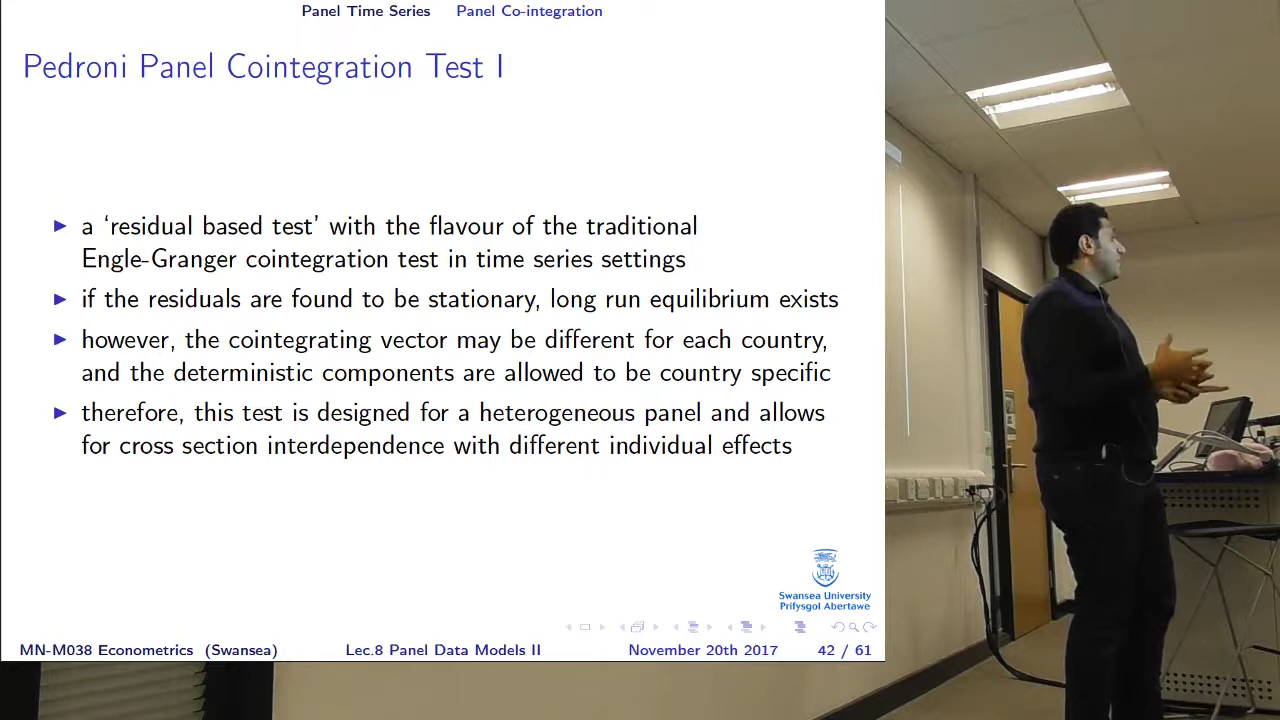 Panel Time Series Panel Co-integration
Pedroni Panel Cointegration Test I
a ‘residual based test’ with the flavour of the traditional
Engle-Granger cointegration test in time series settings
if the residuals are found to be stationary, long run equilibrium exists
however, the cointegrating vector may be different for each country,
and the deterministic components are allowed to be country specific
therefore, this test is designed for a heterogeneous panel and allows
for cross section interdependence with different individual effects
Swansea University
Prifysgol Abertawe
MN-M038 Econometrics (Swansea) Lec.8 Panel Data Models II November 20th 2017 42 / 61